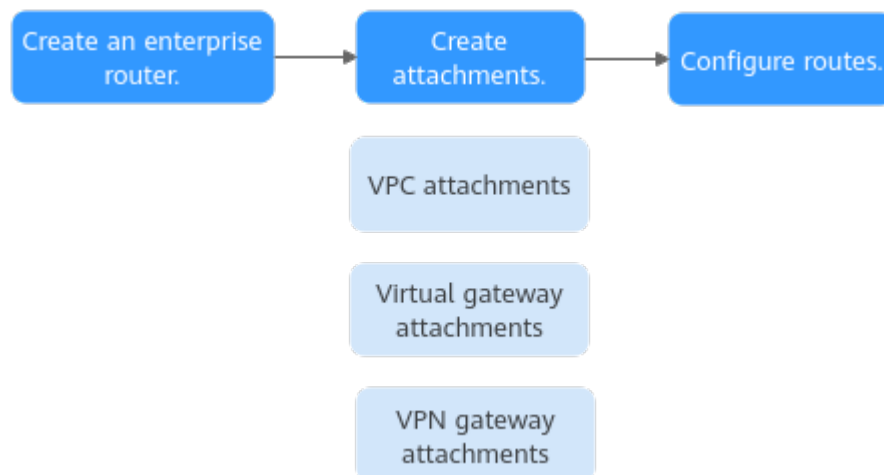 Create an enterprise
router.
Create
attachments.
Configure routes.
VPC attachments
Virtual gateway
attachments
VPN gateway
attachments